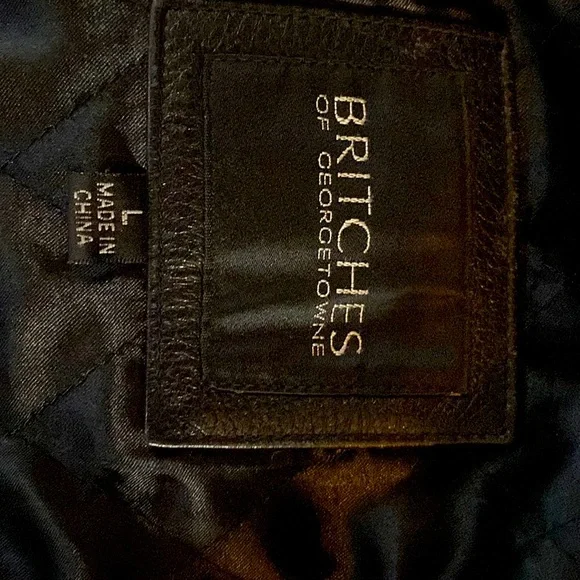 BRITCHES
OF GEORGETOWNE
L
MADE IN
CHINA